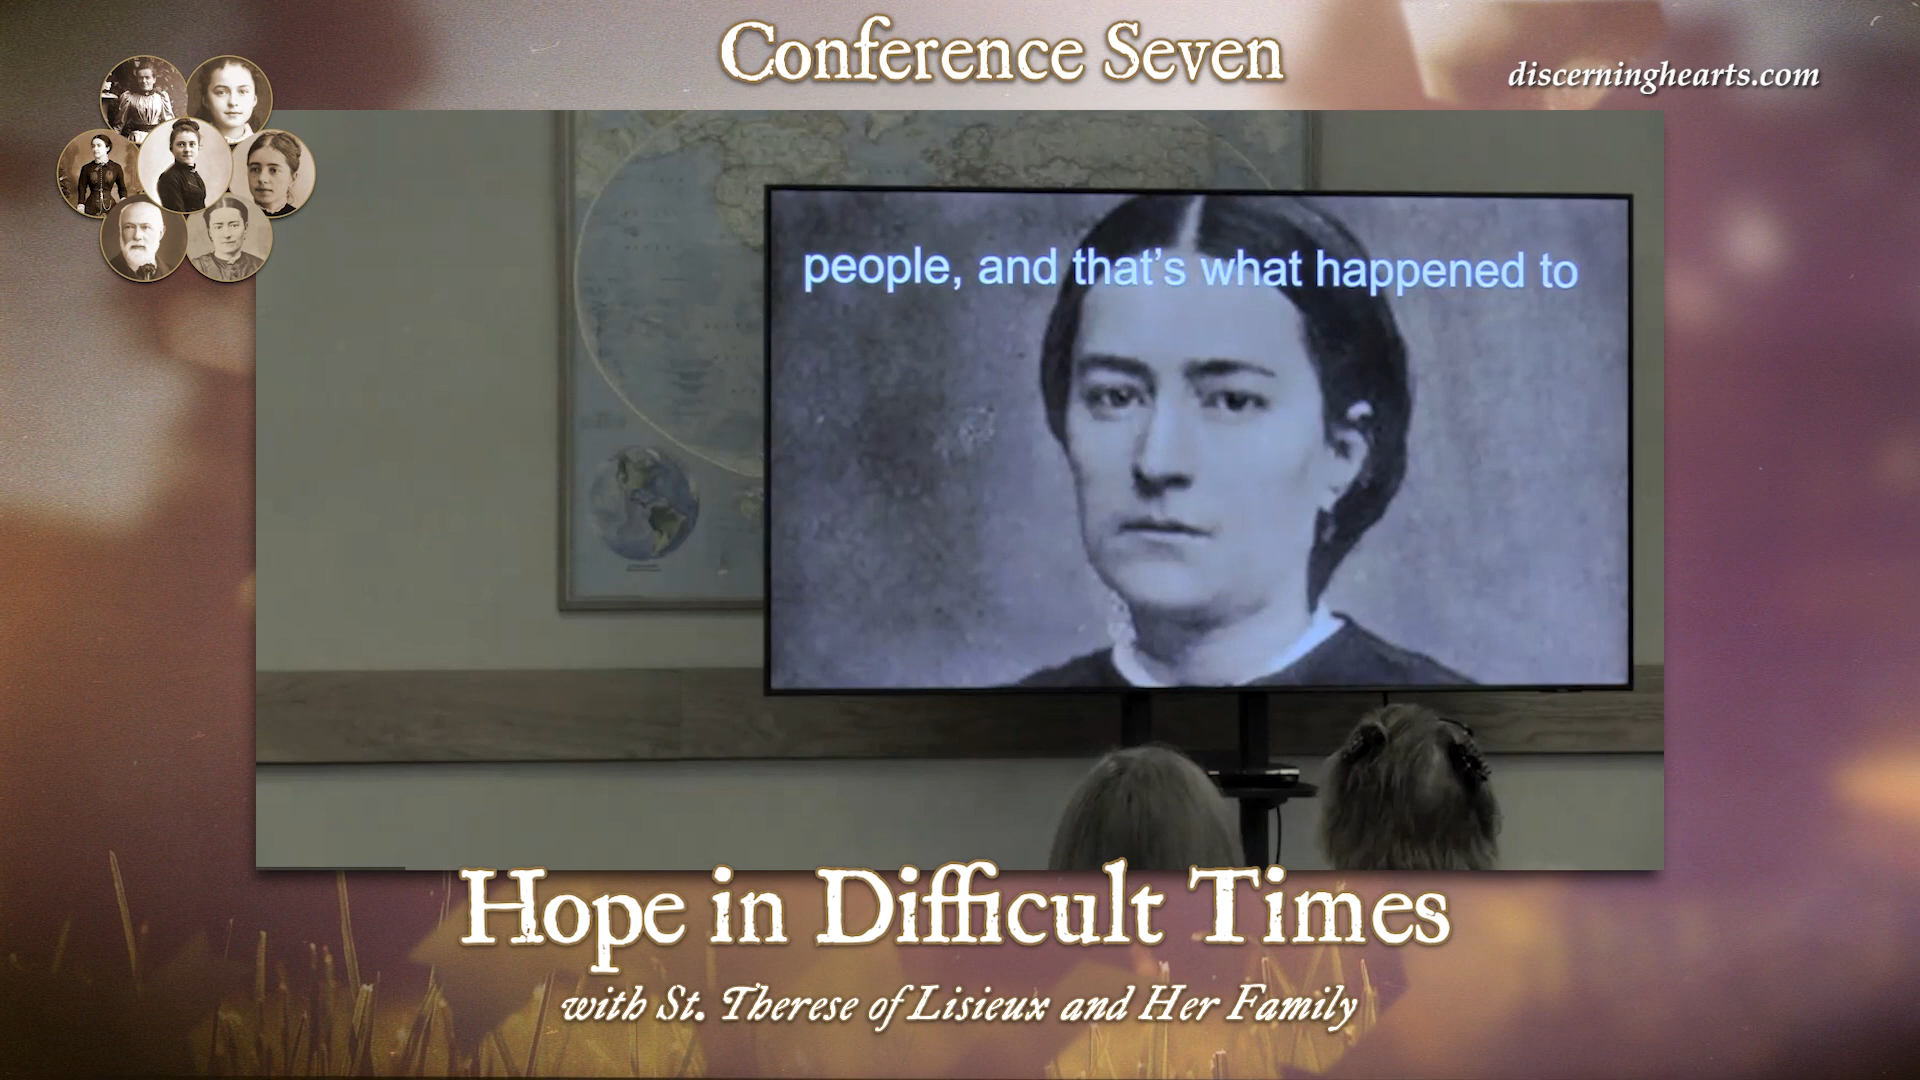 Conference Seven
discerninghearts.com
people, and that's what happened to
Hope in Difficult Times
with St. Therese of Lisieux and Her Family